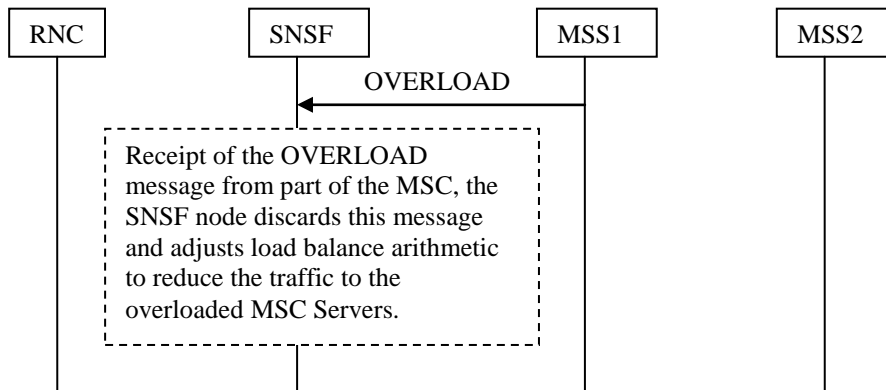 RNC SNSF MSS1 MSS2
OVERLOAD
Receipt of the OVERLOAD
message from part of the MSC, the
SNSF node discards this message
and adjusts load balance arithmetic
to reduce the traffic to the
overloaded MSC Servers.